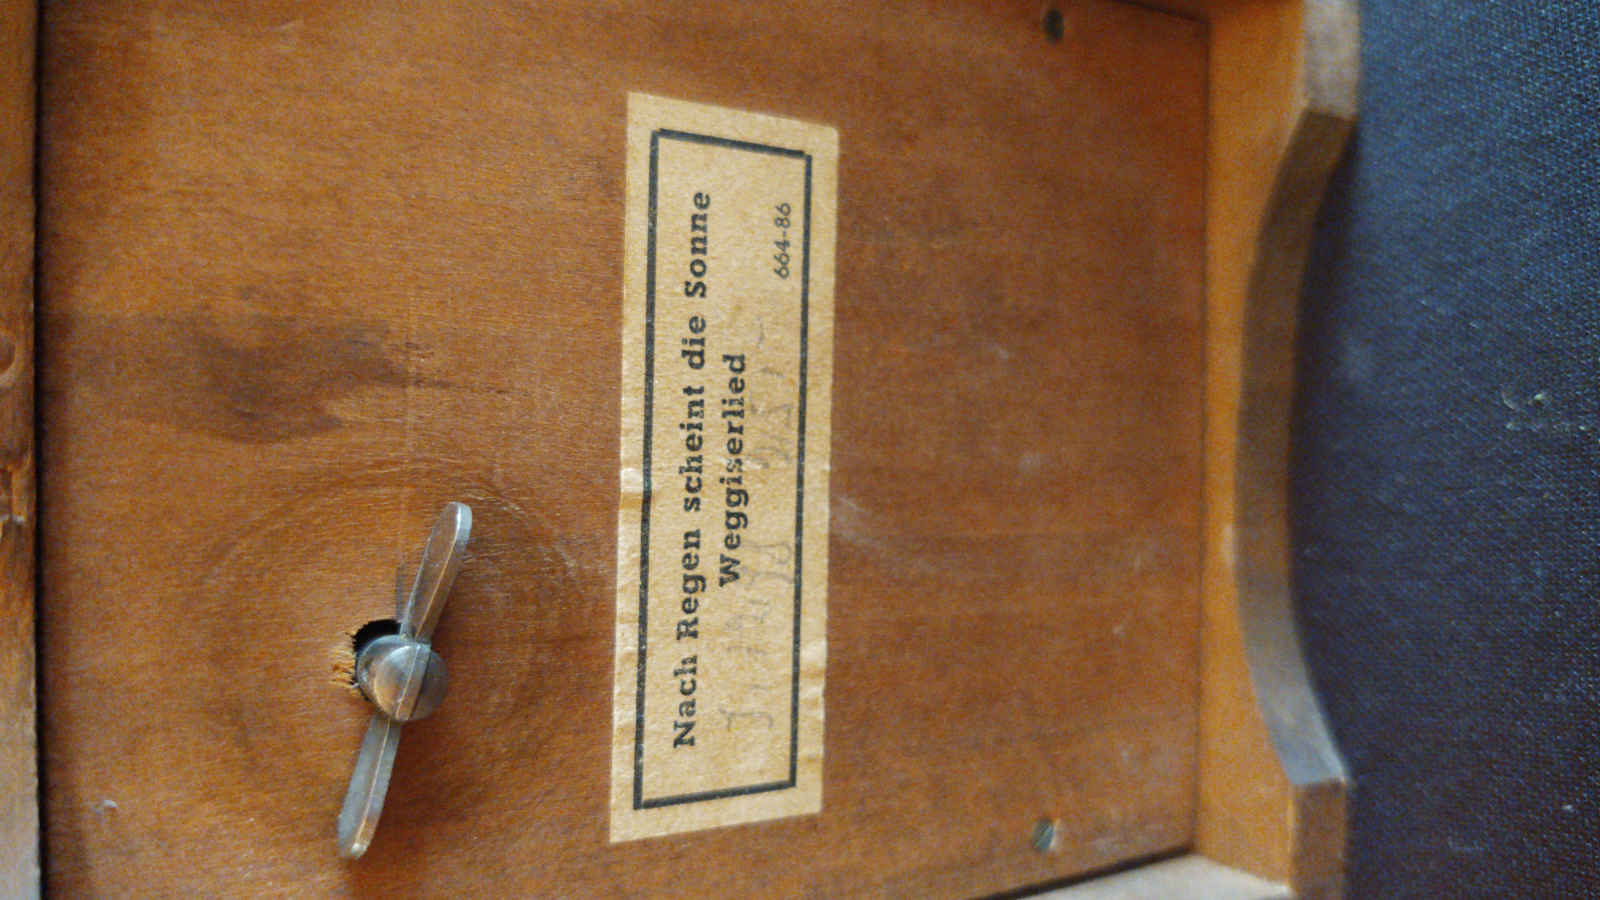 Nach Regen scheint die Sonne
Weggiserlied
664-86